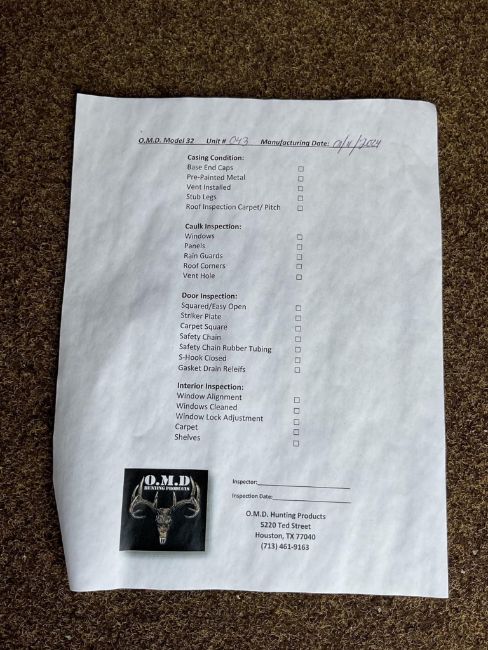 O.M.D. Model 32 Unit # 043 Manufacturing Date: /11/2024
Casing Condition:
Base End Caps □
Pre-Painted Metal □
Vent Installed □
Stub Legs □
Roof Inspection Carpet/ Pitch □
Caulk Inspection:
Windows □
Panels □
Rain Guards □
Roof Corners □
Vent Hole □
Door Inspection:
Squared/Easy Open □
Striker Plate □
Carpet Square □
Safety Chain □
Safety Chain Rubber Tubing □
S-Hook Closed □
Gasket Drain Releifs □
Interior Inspection:
Window Alignment □
Windows Cleaned □
Window Lock Adjustment □
Carpet □
Shelves □
Inspector:
Inspection Date:
O.M.D
HUNTING PRODUCTS
O.M.D. Hunting Products
5220 Ted Street
Houston, TX 77040
(713) 461-9163